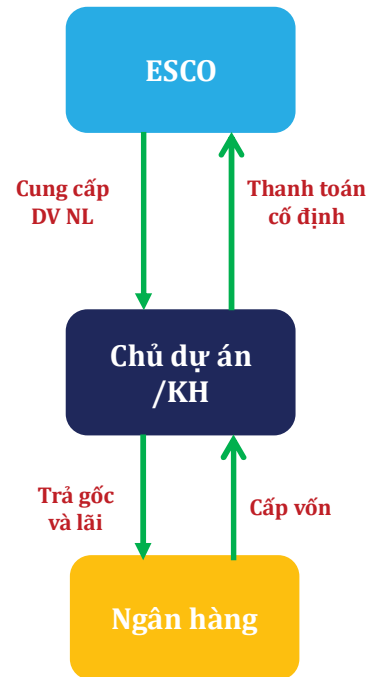 ESCO
Cung cấp
DV NL
Thanh toán
cố định
Chủ dự án
/KH
Trả gốc
và lãi
Cấp vốn
Ngân hàng